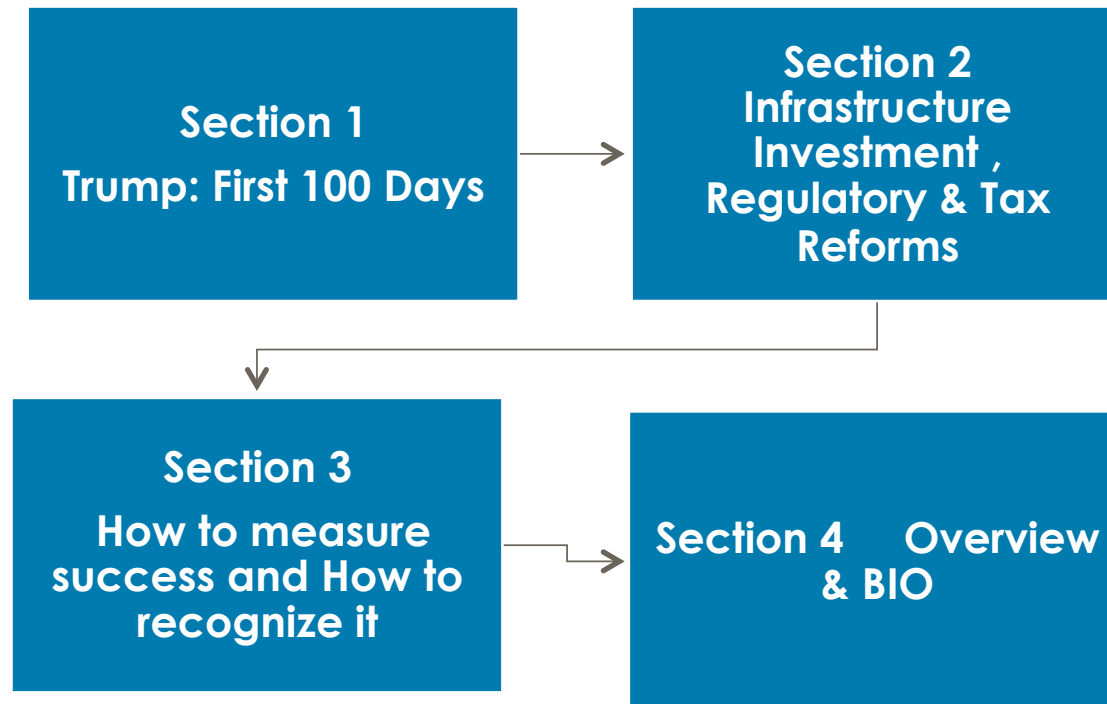 Section 1
Trump: First 100 Days
Section 2
Infrastructure
Investment ,
Regulatory & Tax
Reforms
Section 3
How to measure
success and How to
recognize it
Section 4 Overview
& BIO